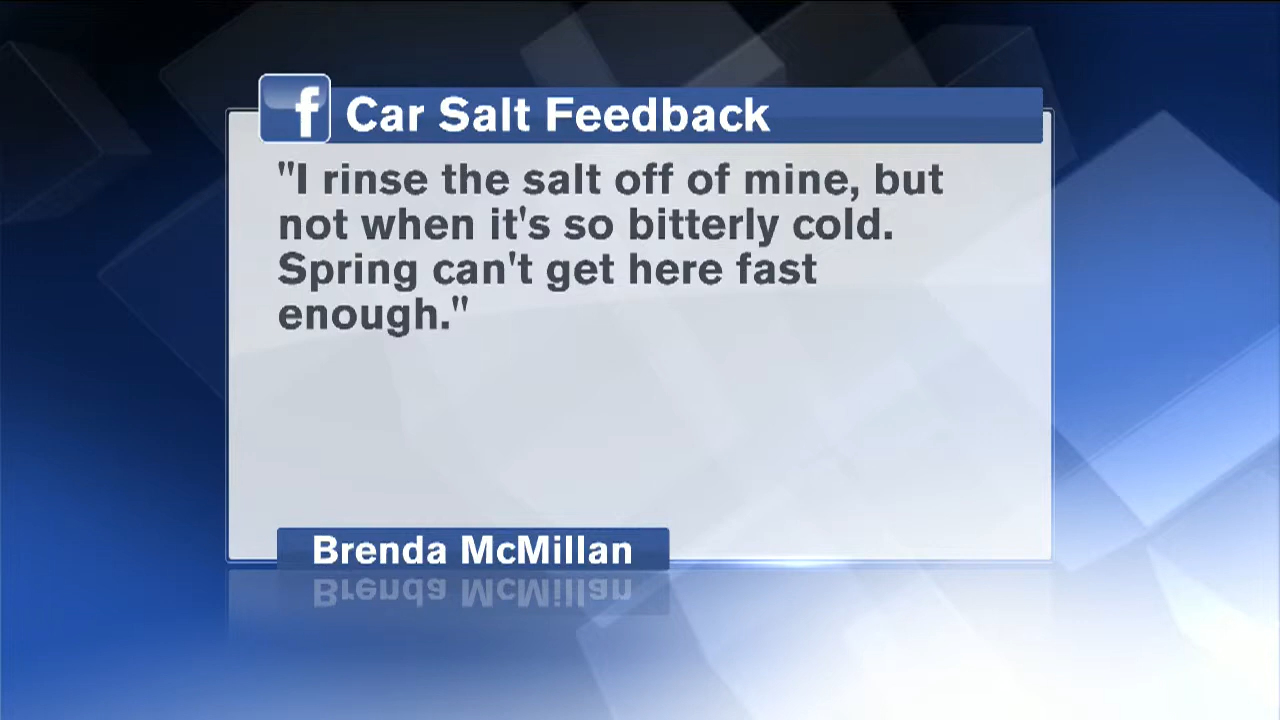 f Car Salt Feedback
"I rinse the salt off of mine, but
not when it's so bitterly cold.
Spring can't get here fast
enough."
Brenda McMillan